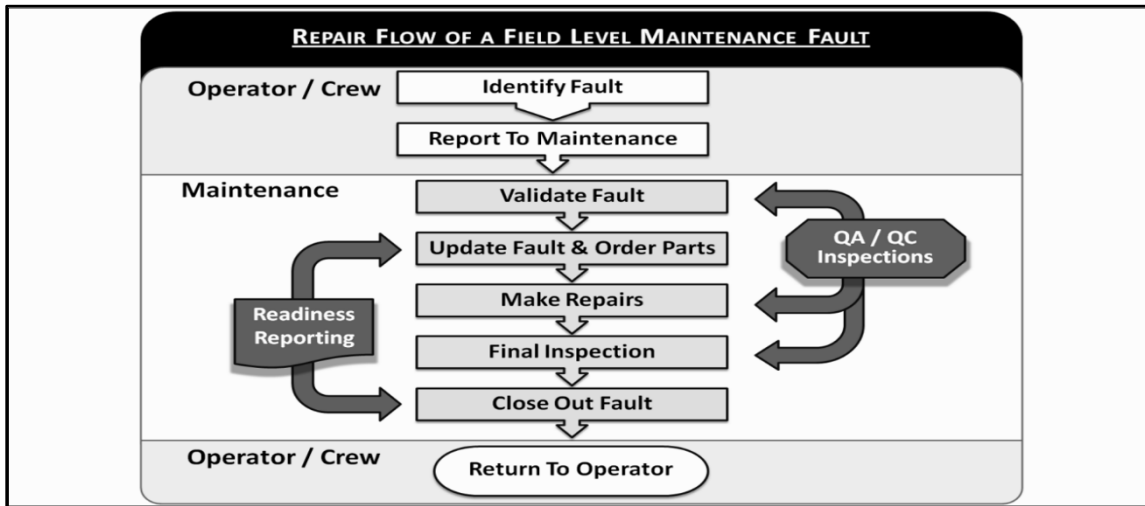 REPAIR FLOW OF A FIELD LEVEL MAINTENANCE FAULT
Operator / Crew
Identify Fault
Report To Maintenance
Maintenance
Validate Fault
Update Fault & Order Parts
QA / QC
Inspections
Make Repairs
Readiness
Reporting
Final Inspection
Close Out Fault
Operator / Crew
Return To Operator